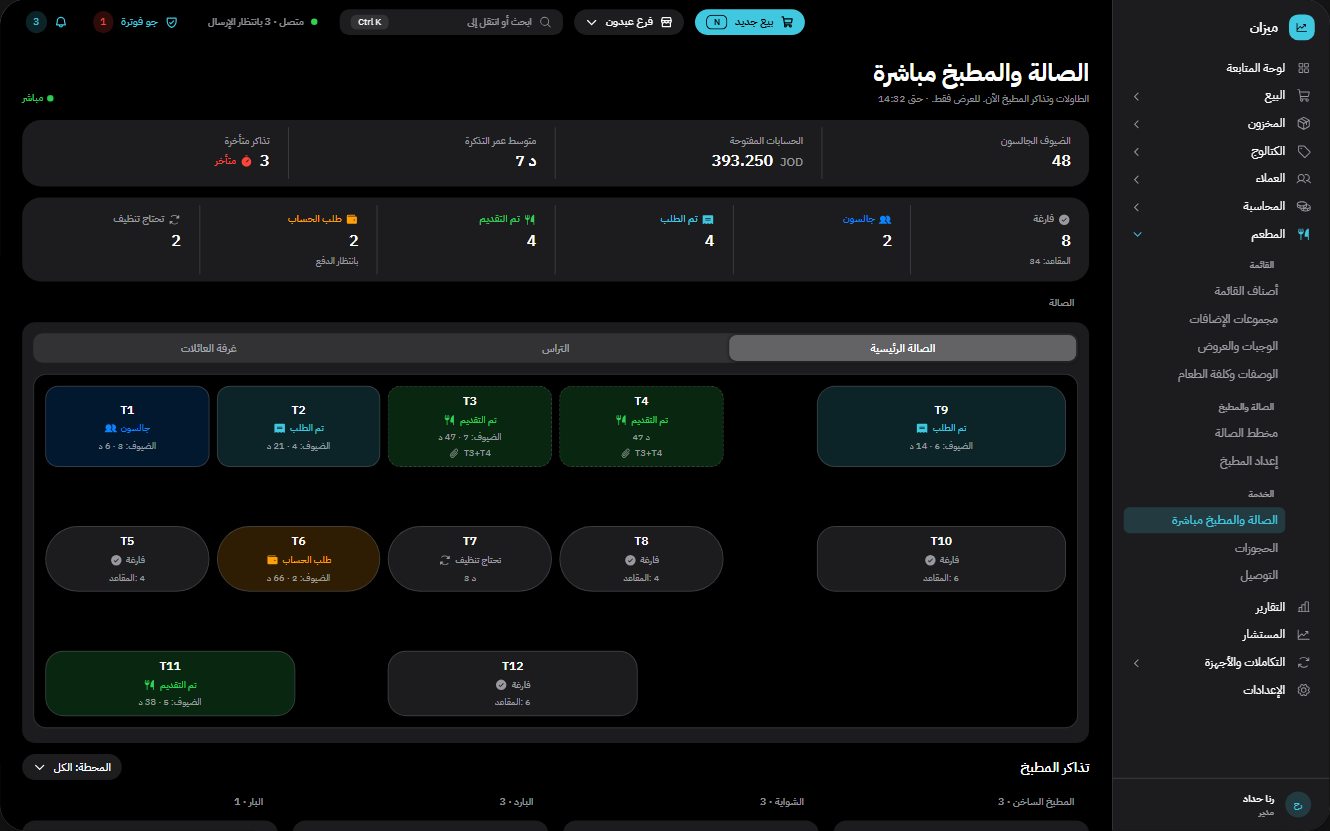 ميزان
لوحة المتابعة
البيع
المخزون
الكتالوج
العملاء
المحاسبة
المطعم
القائمة
أصناف القائمة
مجموعات الإضافات
الوجبات والعروض
الوصفات وكلفة الطعام
الصالة والمطبخ
مخطط الصالة
إعداد المطبخ
الخدمة
الصالة والمطبخ مباشرة
الحجوزات
التوصيل
التقارير
المستشار
التكاملات والأجهزة
الإعدادات
رح
رنا حداد
مدير
بيع جديد N
فرع عبدون
ابحث أو انتقل إلى Ctrl K
متصل · 3 بانتظار الإرسال
جو فوترة 1
3
الصالة والمطبخ مباشرة
الطاولات وتذاكر المطبخ الآن. للعرض فقط. · حتى 14:32
مباشر
الضيوف الجالسون
48
الحسابات المفتوحة
JOD 393.250
متوسط عمر التذكرة
7 د
تذاكر متأخرة
3 متأخر
فارغة
8
المقاعد: 34
جالسون
2
تم الطلب
4
تم التقديم
4
طلب الحساب
2
بانتظار الدفع
تحتاج تنظيف
2
الصالة
الصالة الرئيسية
التراس
غرفة العائلات
T1
جالسون
الضيوف: 3 · 6 د
T2
تم الطلب
الضيوف: 4 · 21 د
T3
تم التقديم
الضيوف: 7 · 47 د
T3+T4
T4
تم التقديم
47 د
T3+T4
T9
تم الطلب
الضيوف: 6 · 14 د
T5
فارغة
المقاعد: 4
T6
طلب الحساب
الضيوف: 2 · 66 د
T7
تحتاج تنظيف
3 د
T8
فارغة
المقاعد: 4
T10
فارغة
المقاعد: 6
T11
تم التقديم
الضيوف: 5 · 38 د
T12
فارغة
المقاعد: 6
تذاكر المطبخ
المحطة: الكل
المطبخ الساخن · 3
الشواية · 3
البارد · 3
البار · 1